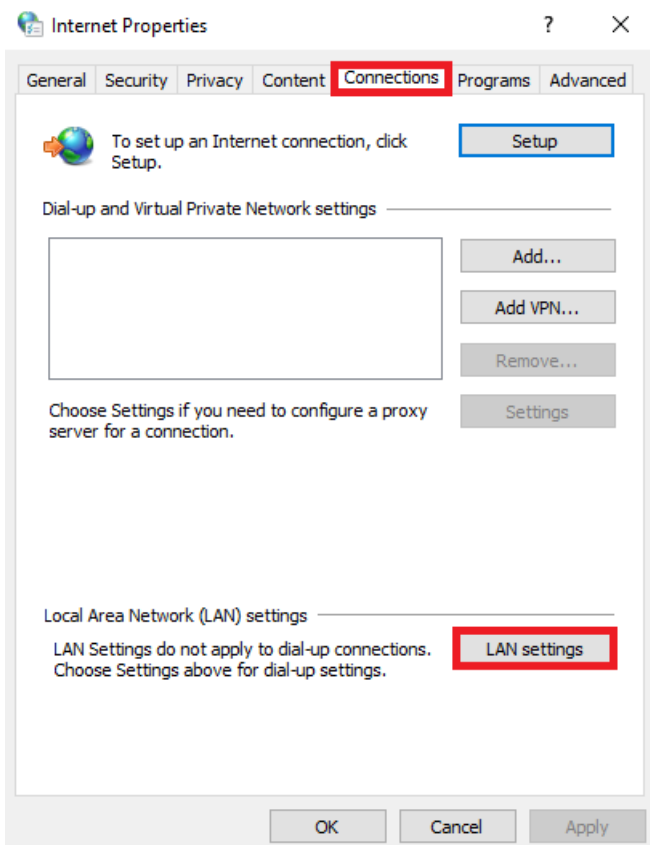 Internet Properties
?
General Security Privacy Content Connections Programs Advanced
To set up an Internet connection, click
Setup.
Setup
Dial-up and Virtual Private Network settings
Add...
Add VPN...
Remove...
Choose Settings if you need to configure a proxy
server for a connection.
Settings
Local Area Network (LAN) settings
LAN Settings do not apply to dial-up connections.
Choose Settings above for dial-up settings.
LAN settings
OK Cancel Apply